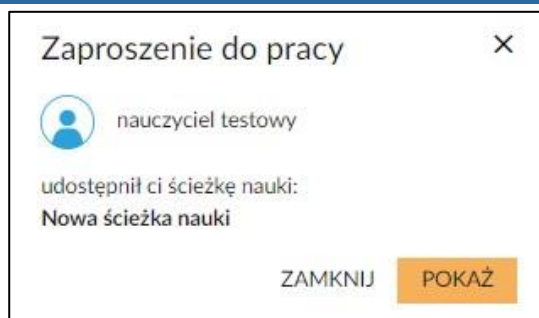 Zaproszenie do pracy
nauczyciel testowy
udostępnił ci ścieżkę nauki:
Nowa ścieżka nauki
ZAMKNIJ POKAŻ